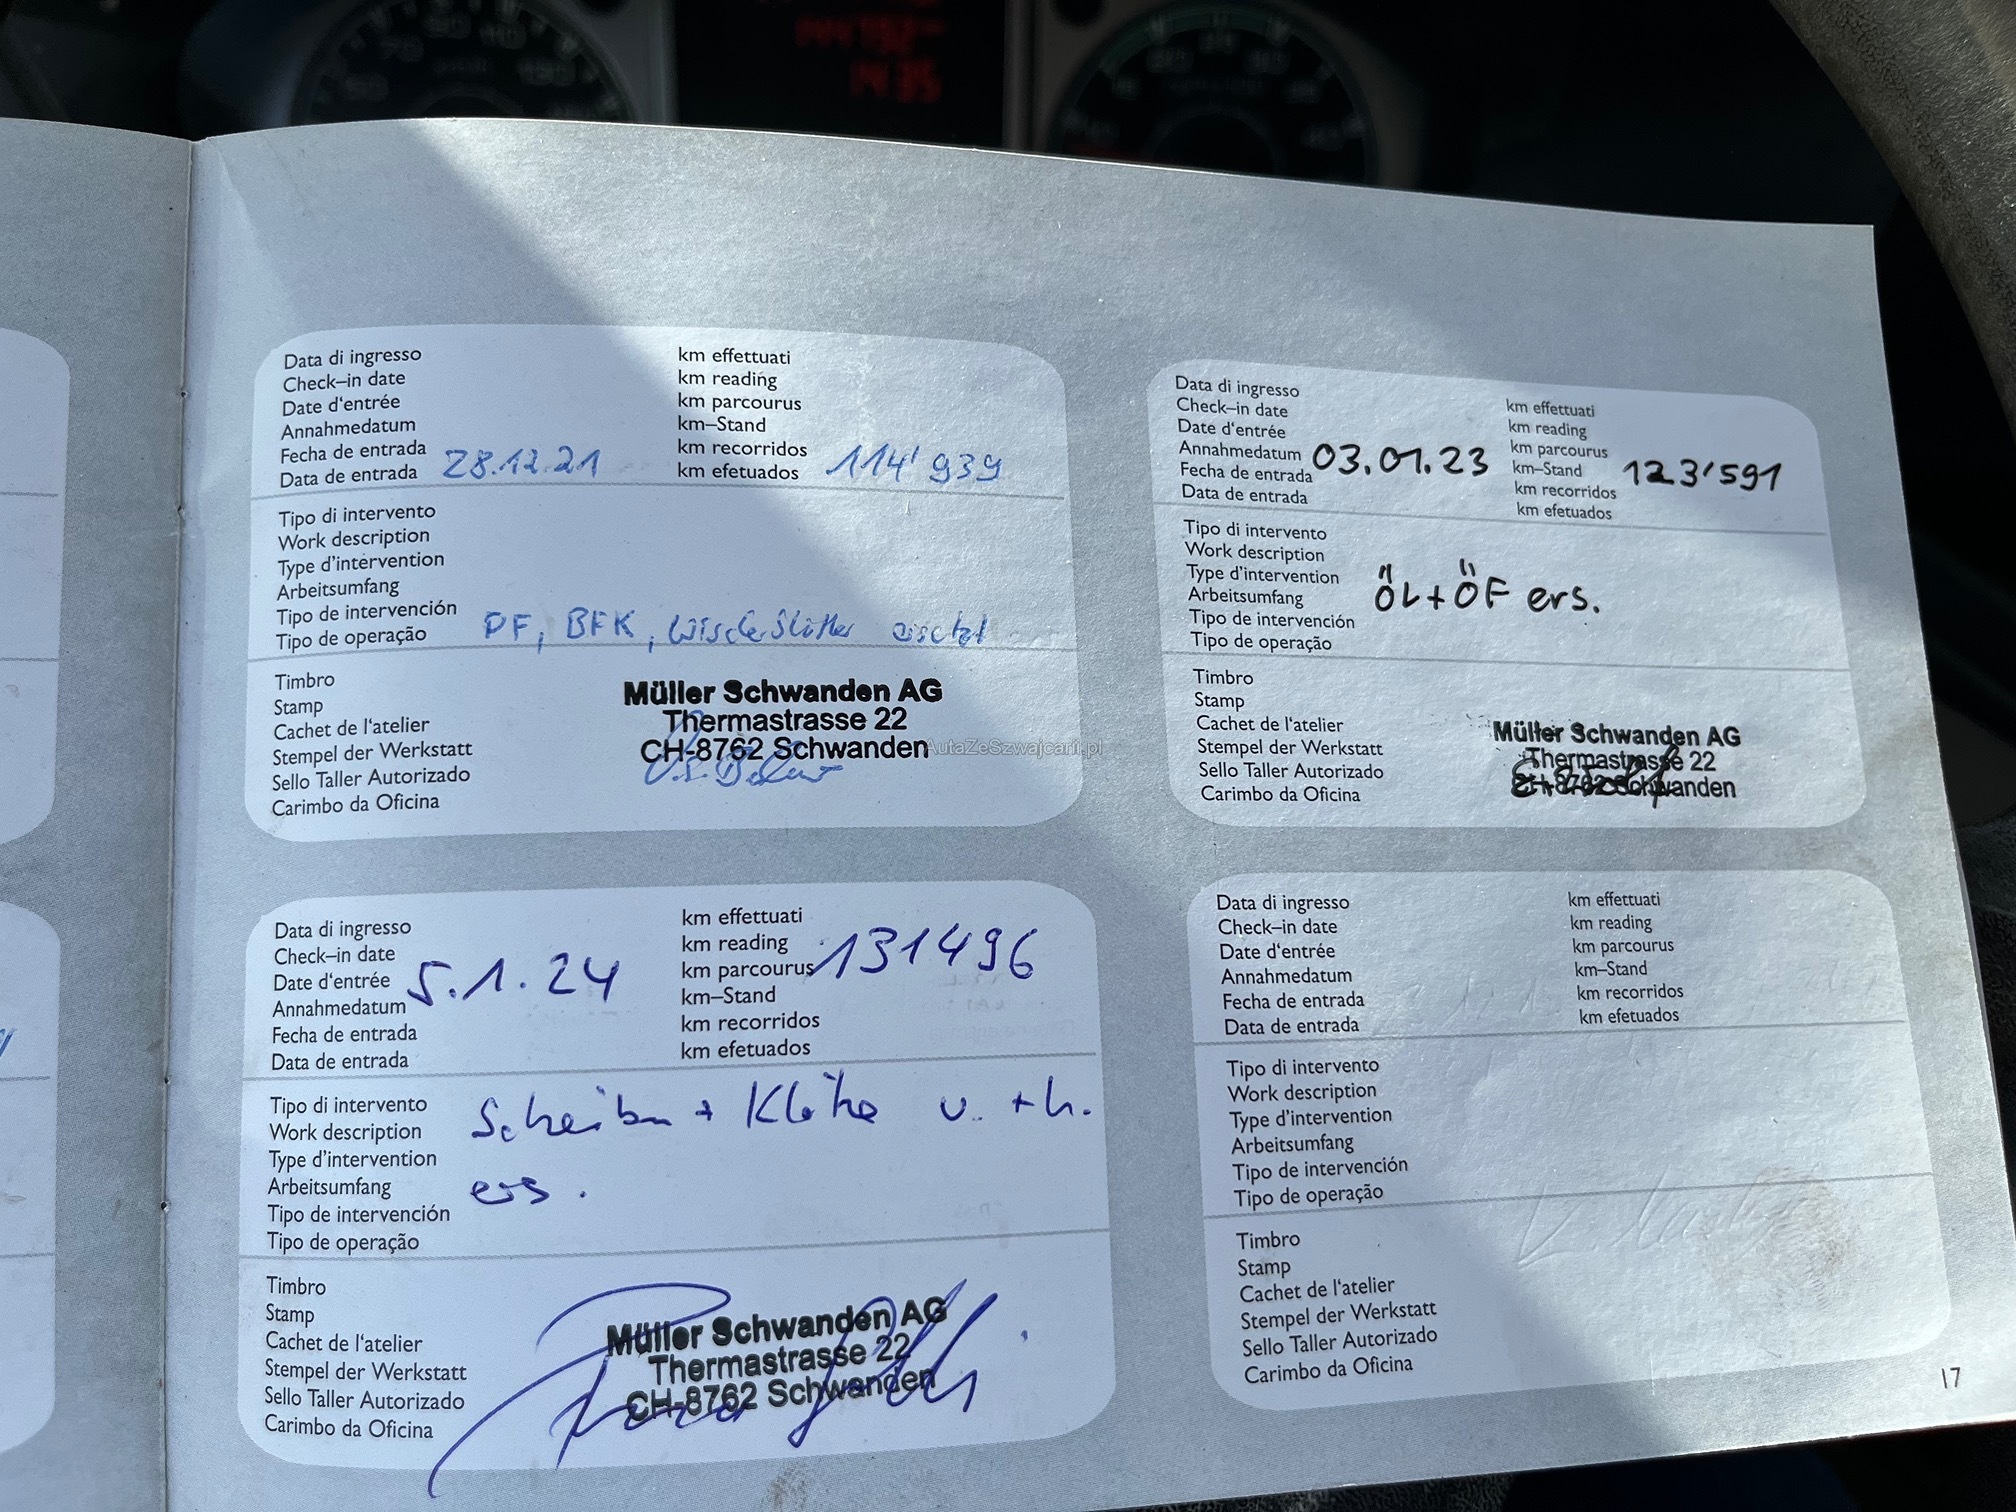 1435
Data di ingresso
Check–in date
Date d'entrée
Annahmedatum
Fecha de entrada
Data de entrada
28.12.21
km effettuati
km reading
km parcourus
km–Stand
km recorridos
km efetuados
114'939
Tipo di intervento
Work description
Type d'intervention
Arbeitsumfang
Tipo de intervención
Tipo de operação
PF, BFK, Wischerblätter
Timbro
Stamp
Cachet de l'atelier
Stempel der Werkstatt
Sello Taller Autorizado
Carimbo da Oficina
Müller Schwanden AG
Thermastrasse 22
CH-8762 Schwanden
AutaZeSzwajcarii.pl
Data di ingresso
Check–in date
Date d'entrée
Annahmedatum
Fecha de entrada
Data de entrada
03.01.23
km effettuati
km reading
km parcourus
km–Stand
km recorridos
km efetuados
123'591
Tipo di intervento
Work description
Type d'intervention
Arbeitsumfang
Tipo de intervención
Tipo de operação
ÖL+ÖF ers.
Timbro
Stamp
Cachet de l'atelier
Stempel der Werkstatt
Sello Taller Autorizado
Carimbo da Oficina
Müller Schwanden AG
Thermastrasse 22
CH-8762 Schwanden
Data di ingresso
Check–in date
Date d'entrée
Annahmedatum
Fecha de entrada
Data de entrada
5.1.24
km effettuati
km reading
km parcourus
km–Stand
km recorridos
km efetuados
131496
Tipo di intervento
Work description
Type d'intervention
Arbeitsumfang
Tipo de intervención
Tipo de operação
Scheiben + Klötze v. + h.
ers.
Timbro
Stamp
Cachet de l'atelier
Stempel der Werkstatt
Sello Taller Autorizado
Carimbo da Oficina
Müller Schwanden AG
Thermastrasse 22
CH-8762 Schwanden
Data di ingresso
Check–in date
Date d'entrée
Annahmedatum
Fecha de entrada
Data de entrada
km effettuati
km reading
km parcourus
km–Stand
km recorridos
km efetuados
Tipo di intervento
Work description
Type d'intervention
Arbeitsumfang
Tipo de intervención
Tipo de operação
Timbro
Stamp
Cachet de l'atelier
Stempel der Werkstatt
Sello Taller Autorizado
Carimbo da Oficina
17